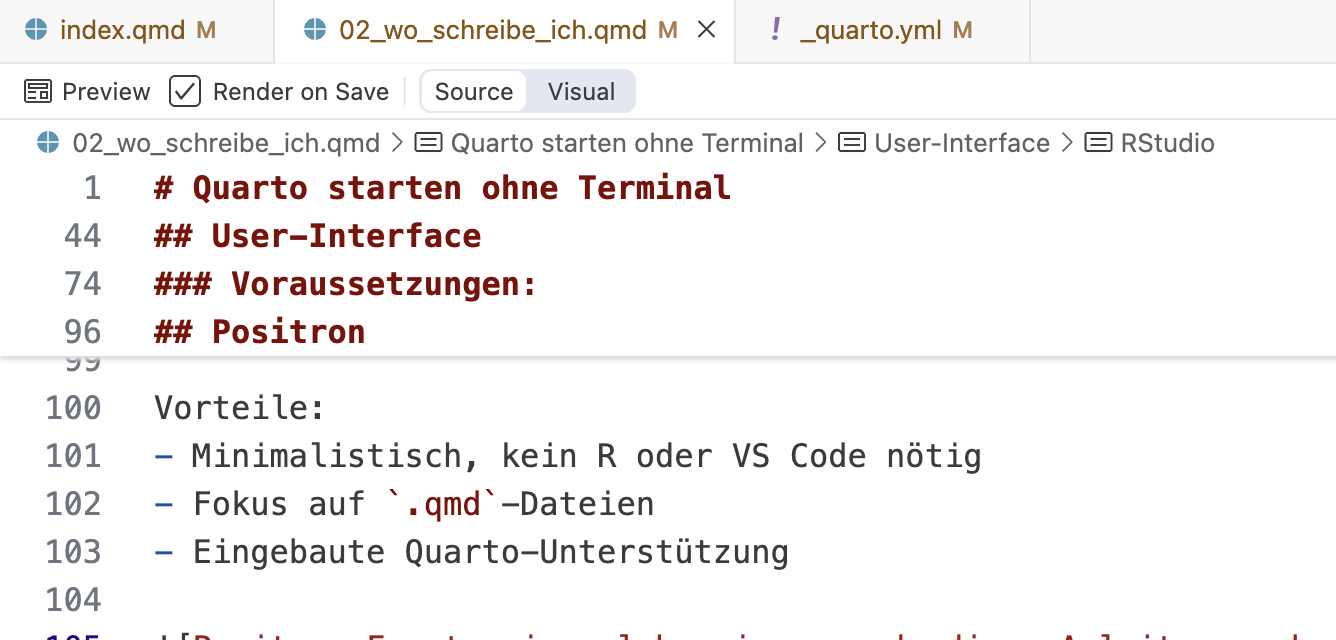 index.qmd M 02_wo_schreibe_ich.qmd M _quarto.yml M
Preview Render on Save Source Visual
02_wo_schreibe_ich.qmd > Quarto starten ohne Terminal > User-Interface > RStudio
1 # Quarto starten ohne Terminal
44 ## User-Interface
74 ### Voraussetzungen:
96 ## Positron
99
100 Vorteile:
101 - Minimalistisch, kein R oder VS Code nötig
102 - Fokus auf `.qmd`-Dateien
103 - Eingebaute Quarto-Unterstützung
104
105